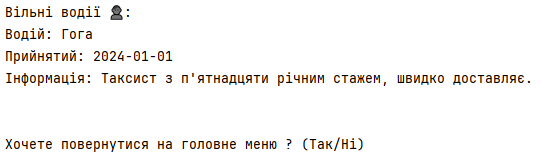 Вільні водії 👤:
Водій: Гога
Прийнятий: 2024-01-01
Інформація: Таксист з п'ятнадцяти річним стажем, швидко доставляє.
Хочете повернутися на головне меню ? (Так/Ні)